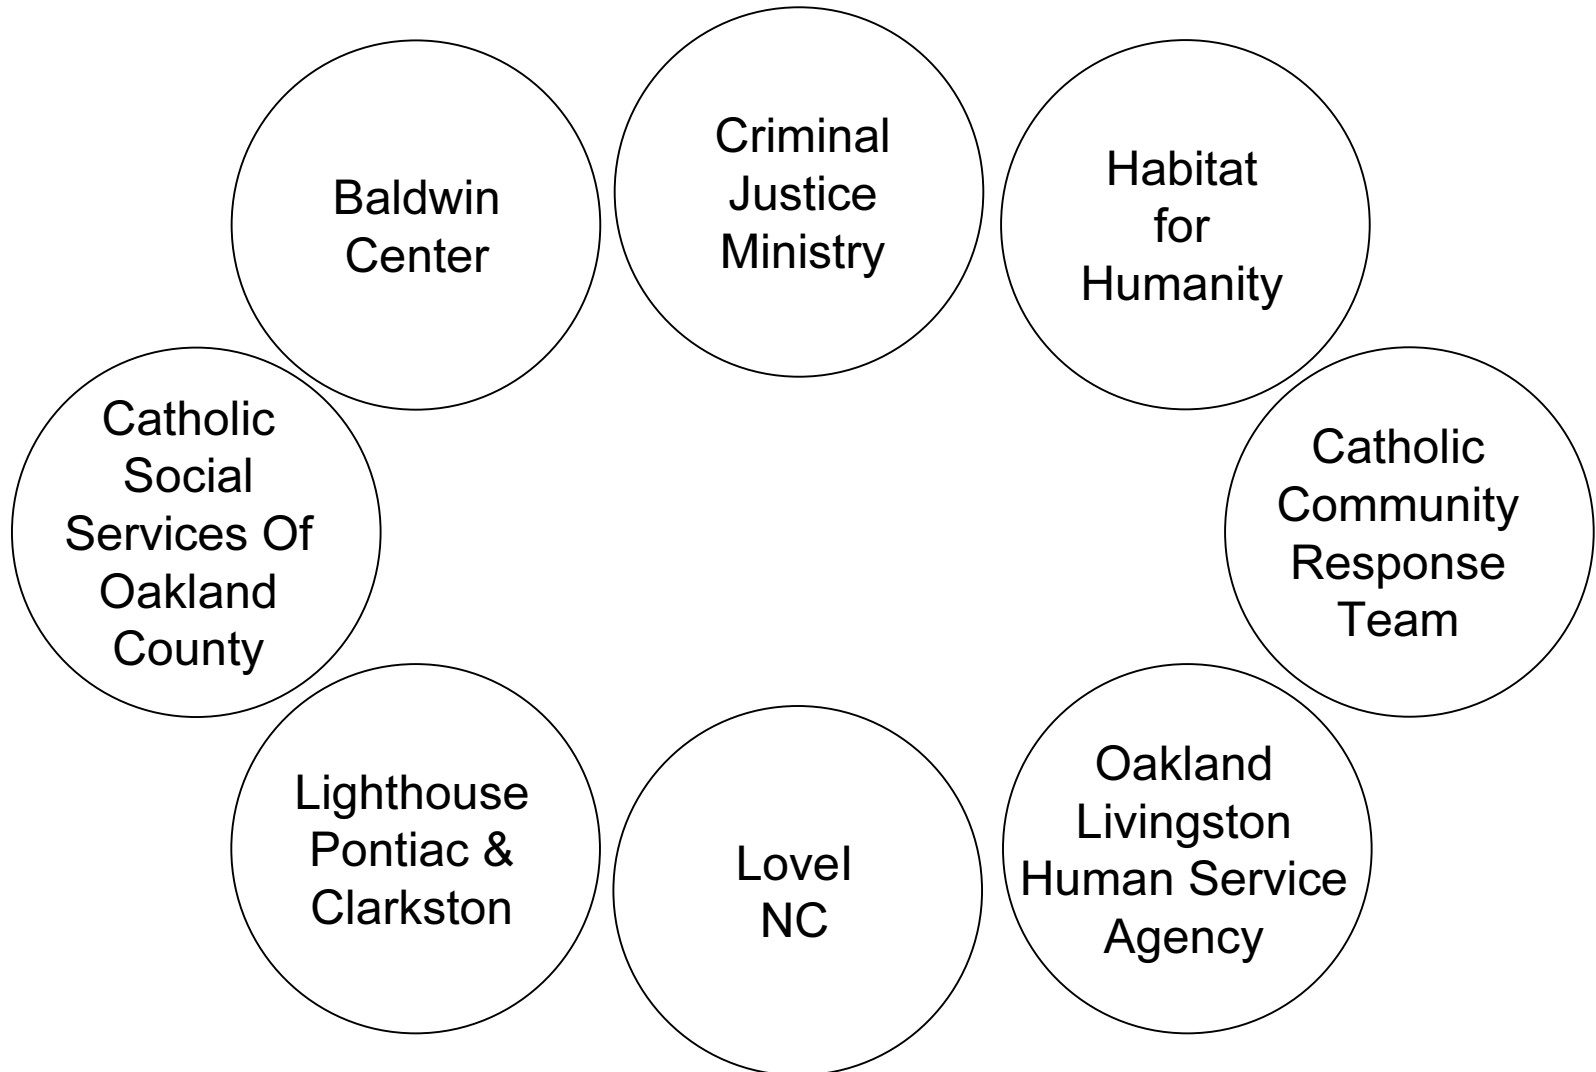 Baldwin
Center
Criminal
Justice
Ministry
Habitat
for
Humanity
Catholic
Social
Services Of
Oakland
County
Catholic
Community
Response
Team
Lighthouse
Pontiac &
Clarkston
Lovel
NC
Oakland
Livingston
Human Service
Agency